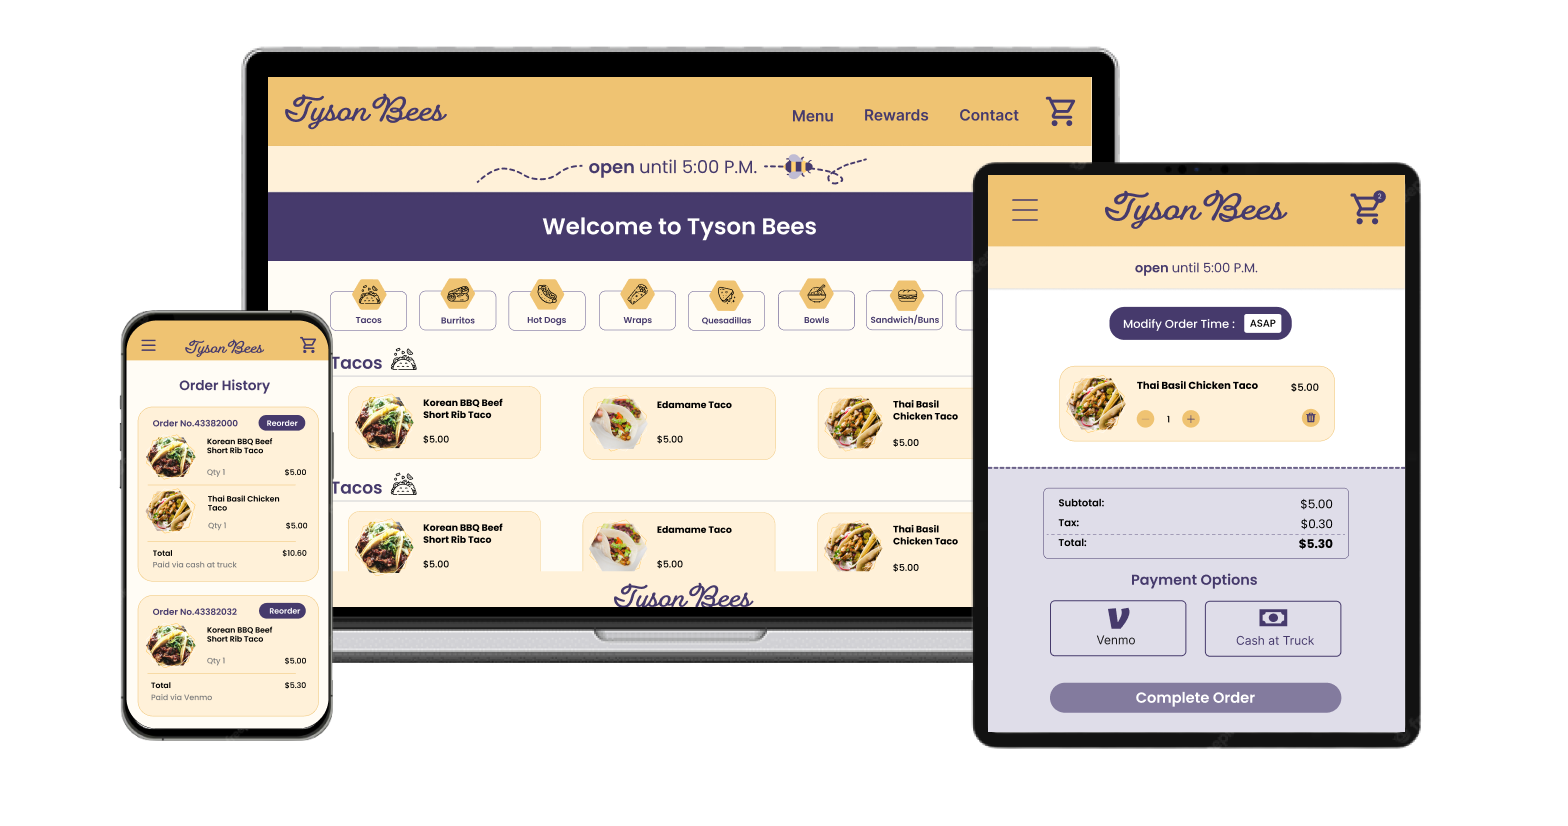 Tyson Bees
Menu
Rewards
Contact
open until 5:00 P.M.
Welcome to Tyson Bees
Tacos
Burritos
Hot Dogs
Wraps
Quesadillas
Bowls
Sandwich/Buns
Tacos
Korean BBQ Beef
Short Rib Taco
$5.00
Edamame Taco
$5.00
Thai Basil
Chicken Taco
$5.00
Tacos
Korean BBQ Beef
Short Rib Taco
$5.00
Edamame Taco
$5.00
Thai Basil
Chicken Taco
$5.00
Tyson Bees
Tyson Bees
Order History
Order No.43382000
Reorder
Korean BBQ Beef
Short Rib Taco
Qty 1
$5.00
Thai Basil Chicken
Taco
Qty 1
$5.00
Total
$10.60
Paid via cash at truck
Order No.43382032
Reorder
Korean BBQ Beef
Short Rib Taco
Qty 1
$5.00
Total
$5.30
Paid via Venmo
Tyson Bees
open until 5:00 P.M.
Modify Order Time :
ASAP
Thai Basil Chicken Taco
$5.00
1
Subtotal:
$5.00
Tax:
$0.30
Total:
$5.30
Payment Options
Venmo
Cash at Truck
Complete Order